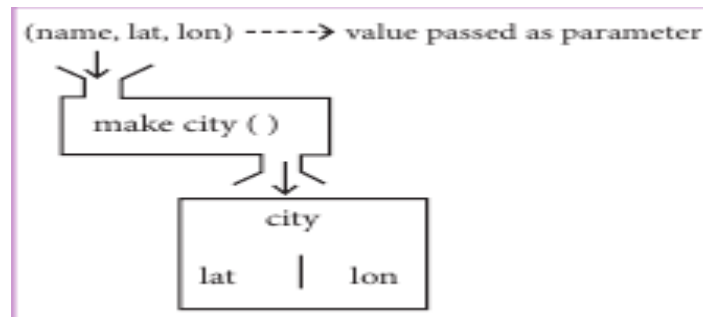 (name, lat, lon) -----> value passed as parameter
make city ( )
city
lat | lon